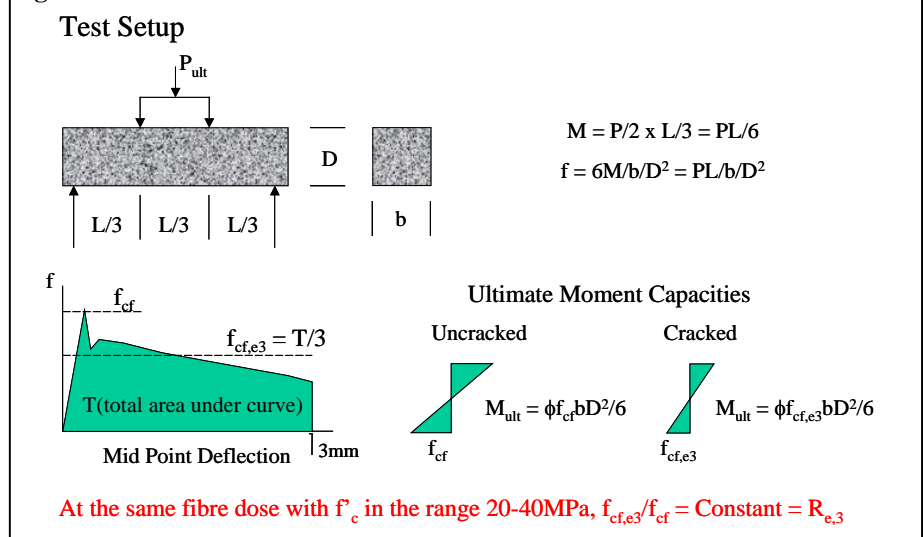 Test Setup
P_ult
M = P/2 x L/3 = PL/6
D
f = 6M/b/D² = PL/b/D²
L/3 L/3 L/3
b
f
f_cf
Ultimate Moment Capacities
Uncracked
Cracked
f_cf,e3 = T/3
T(total area under curve)
M_ult = ϕf_cf bD²/6
M_ult = ϕf_cf,e3 bD²/6
3mm
f_cf
f_cf,e3
Mid Point Deflection
At the same fibre dose with f'_c in the range 20-40MPa, f_cf,e3/f_cf = Constant = R_e,3